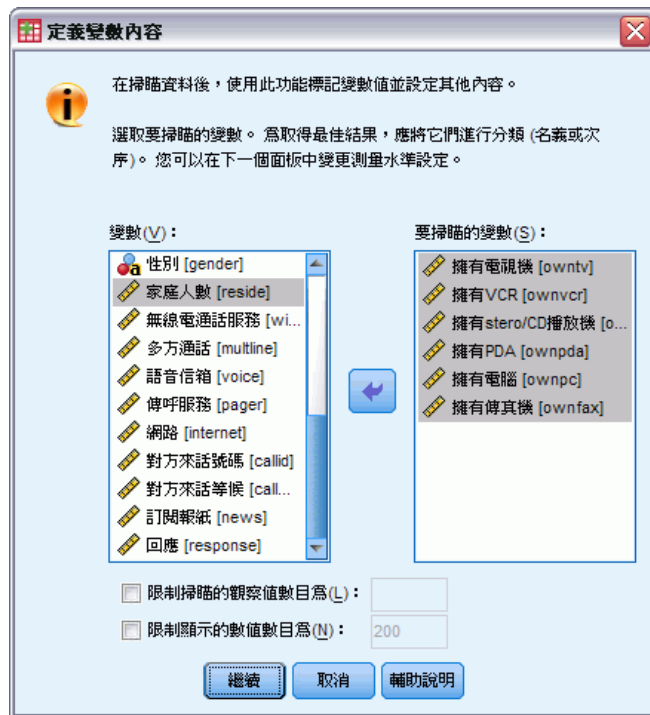 定義變數內容
在掃瞄資料後，使用此功能標記變數值並設定其他內容。
選取要掃瞄的變數。 為取得最佳結果，應將它們進行分類 (名義或次
序)。 您可以在下一個面板中變更測量水準設定。
變數(V)：
性別 [gender]
家庭人數 [reside]
無線電通話服務 [wi...
多方通話 [multline]
語音信箱 [voice]
傳呼服務 [pager]
網路 [internet]
對方來話號碼 [callid]
對方來話等候 [call...
訂閱報紙 [news]
回應 [response]
要掃瞄的變數(S)：
擁有電視機 [owntv]
擁有VCR [ownvcr]
擁有stero/CD播放機 [o...
擁有PDA [ownpda]
擁有電腦 [ownpc]
擁有傳真機 [ownfax]
限制掃瞄的觀察值數目為(L)：
限制顯示的數值數目為(N)： 200
繼續 取消 輔助說明